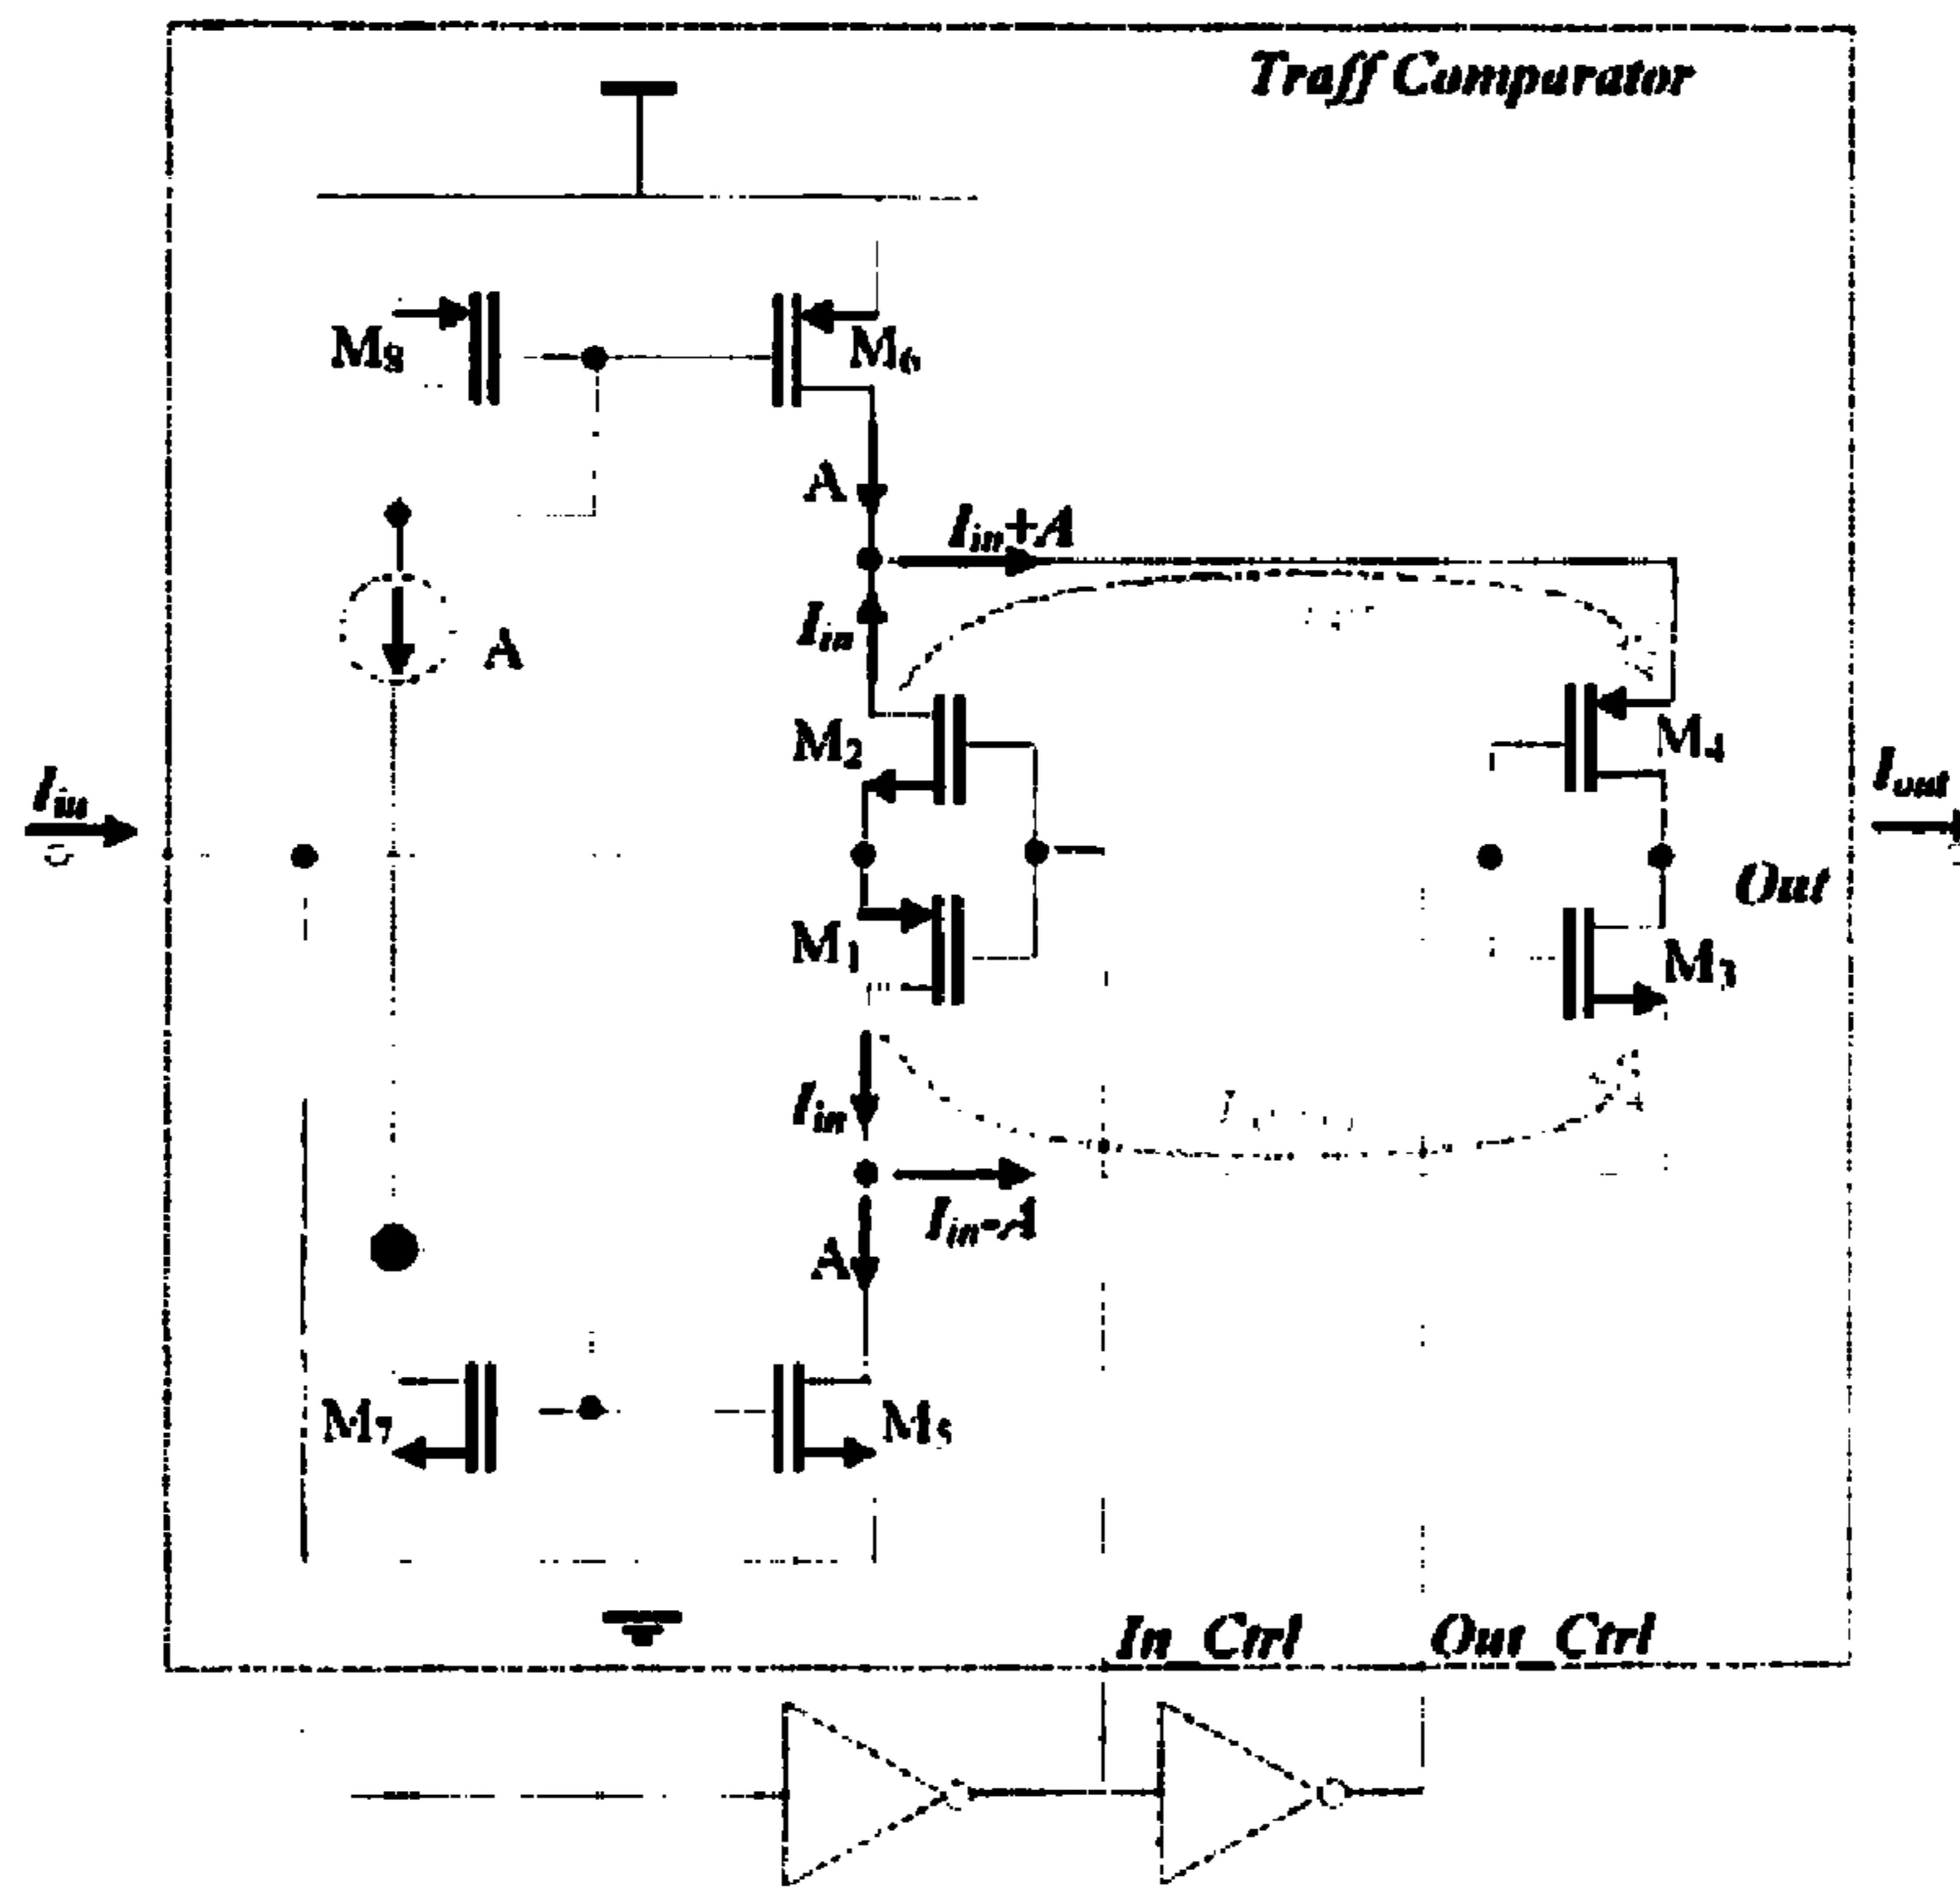 Traff Comparator
M8
M6
A
Iin+A
Iin
A
M2
M4
Iin
Iout
Out
M1
M3
Iin
Iin-A
A
M7
M5
In_Ctrl
Out_Ctrl